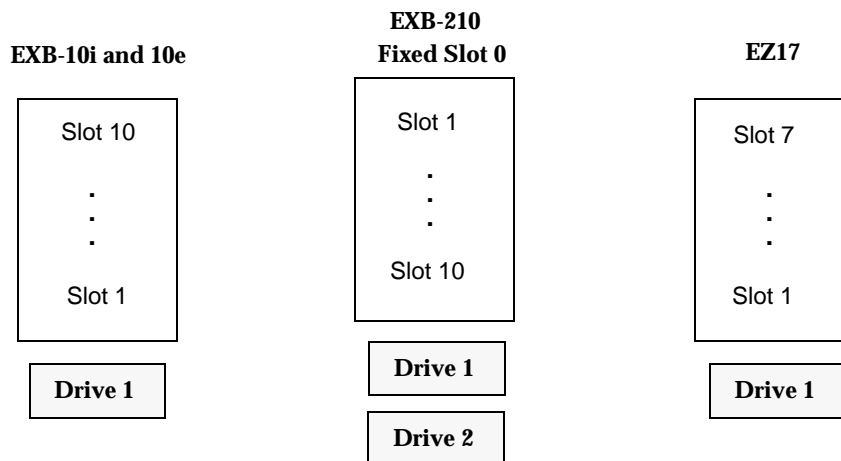 EXB-10i and 10e
Slot 10
.
.
.
Slot 1
Drive 1
EXB-210
Fixed Slot 0
Slot 1
.
.
.
Slot 10
Drive 1
Drive 2
EZ17
Slot 7
.
.
.
Slot 1
Drive 1